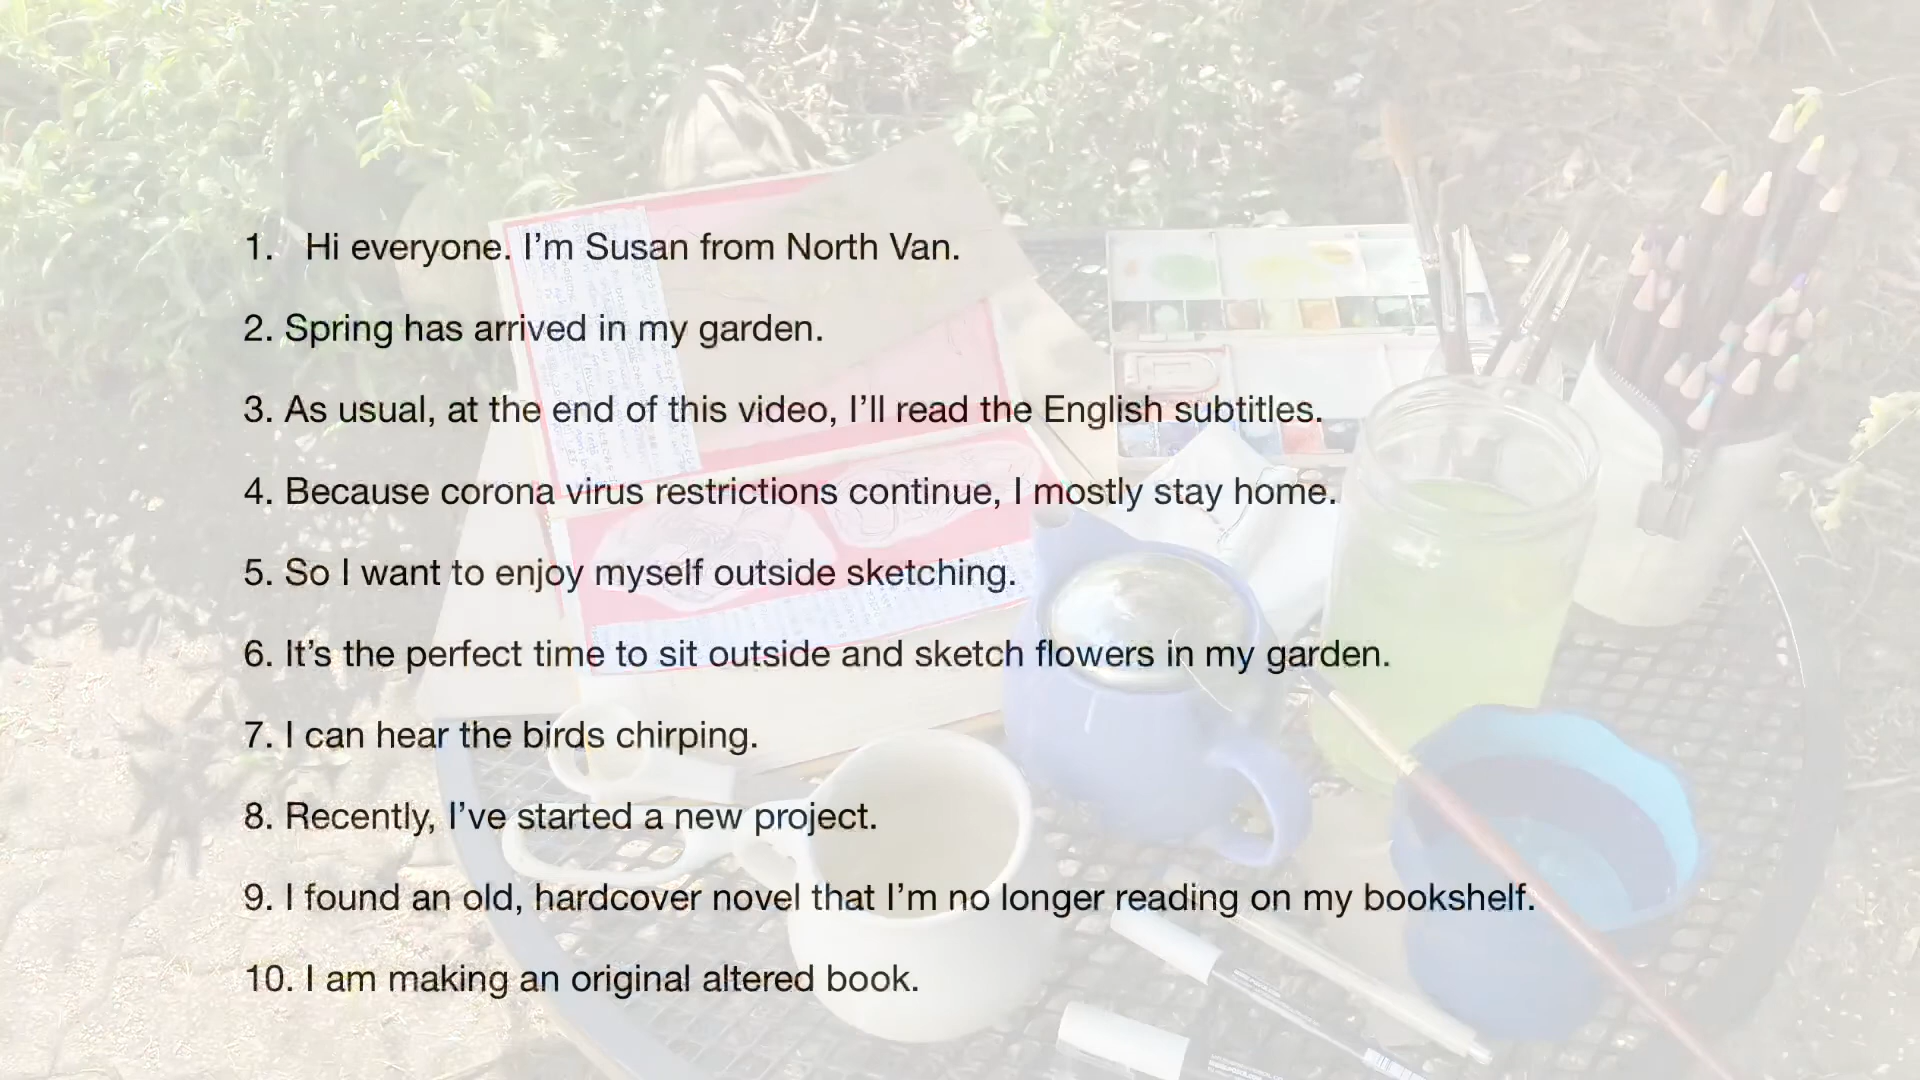 1. Hi everyone. I’m Susan from North Van.
2. Spring has arrived in my garden.
3. As usual, at the end of this video, I’ll read the English subtitles.
4. Because corona virus restrictions continue, I mostly stay home.
5. So I want to enjoy myself outside sketching.
6. It’s the perfect time to sit outside and sketch flowers in my garden.
7. I can hear the birds chirping.
8. Recently, I’ve started a new project.
9. I found an old, hardcover novel that I’m no longer reading on my bookshelf.
10. I am making an original altered book.